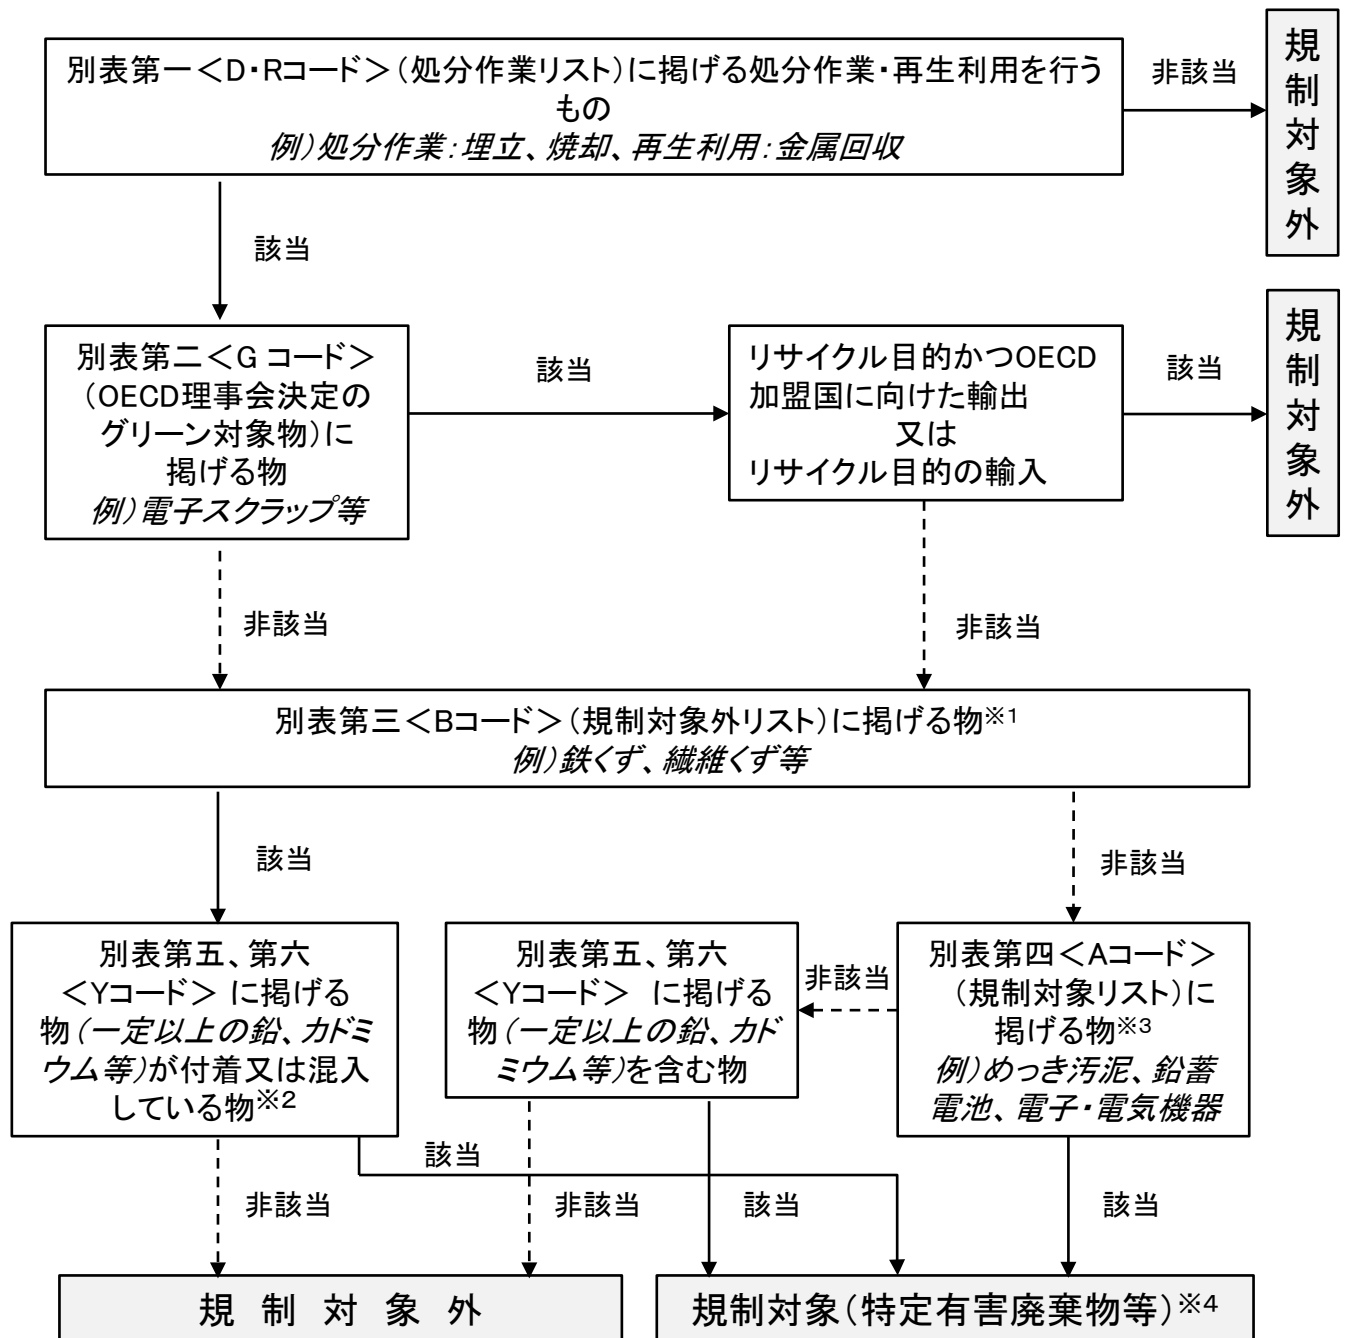 別表第一＜D・Rコード＞（処分作業リスト）に掲げる処分作業・再生利用を行う
もの
例）処分作業：埋立、焼却、再生利用：金属回収
非該当
規制対象外
該当
別表第二＜G コード＞
（OECD理事会決定の
グリーン対象物）に
掲げる物
例）電子スクラップ等
該当
リサイクル目的かつOECD
加盟国に向けた輸出
又は
リサイクル目的の輸入
該当
規制対象外
非該当
非該当
別表第三＜Bコード＞（規制対象外リスト）に掲げる物※1
例）鉄くず、繊維くず等
該当
非該当
別表第五、第六
＜Yコード＞ に掲げる
物（一定以上の鉛、カドミ
ウム等）が付着又は混入
している物※2
別表第五、第六
＜Yコード＞ に掲げる
物（一定以上の鉛、カド
ミウム等）を含む物
非該当
別表第四＜Aコード＞
（規制対象リスト）に
掲げる物※3
例）めっき汚泥、鉛蓄
電池、電子・電気機器
該当
非該当
非該当
該当
該当
規制対象外
規制対象（特定有害廃棄物等）※4